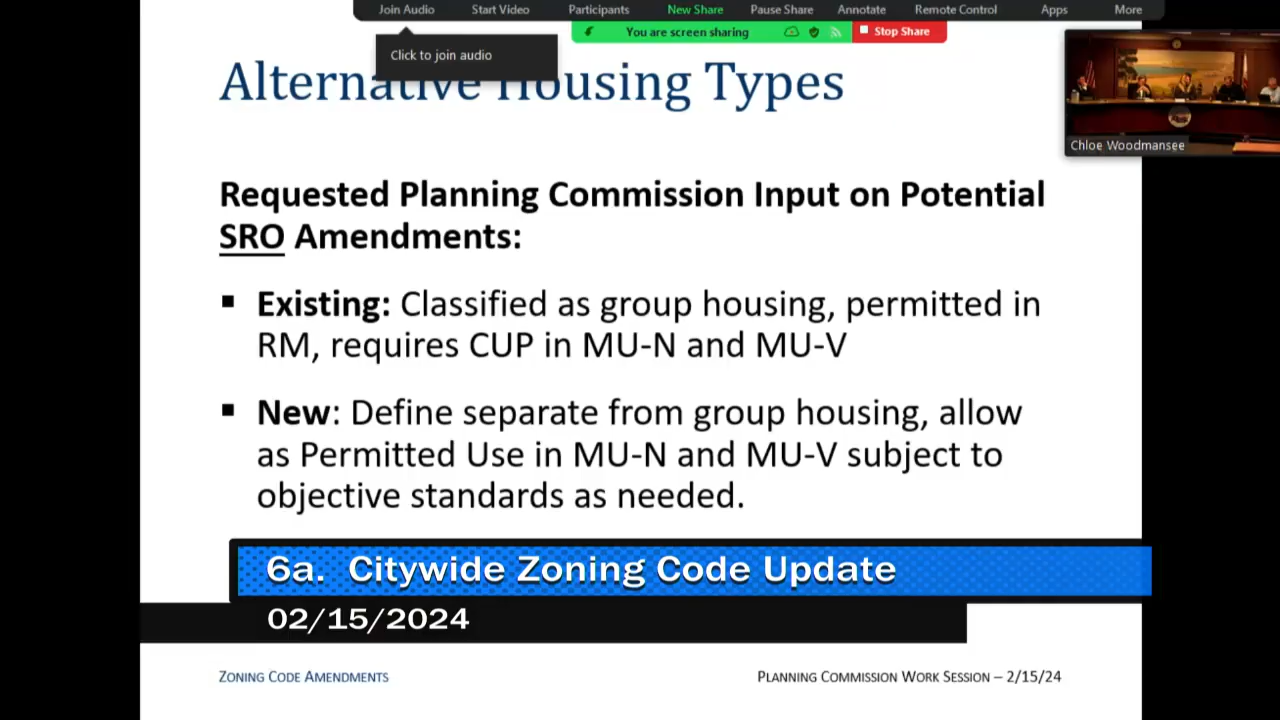 Join Audio Start Video Participants New Share Pause Share Annotate Remote Control Apps More
You are screen sharing Stop Share
Click to join audio
Alternative Housing Types
Chloe Woodmansee
Requested Planning Commission Input on Potential
SRO Amendments:
▪ Existing: Classified as group housing, permitted in
RM, requires CUP in MU-N and MU-V
▪ New: Define separate from group housing, allow
as Permitted Use in MU-N and MU-V subject to
objective standards as needed.
6a. Citywide Zoning Code Update
02/15/2024
ZONING CODE AMENDMENTS PLANNING COMMISSION WORK SESSION – 2/15/24